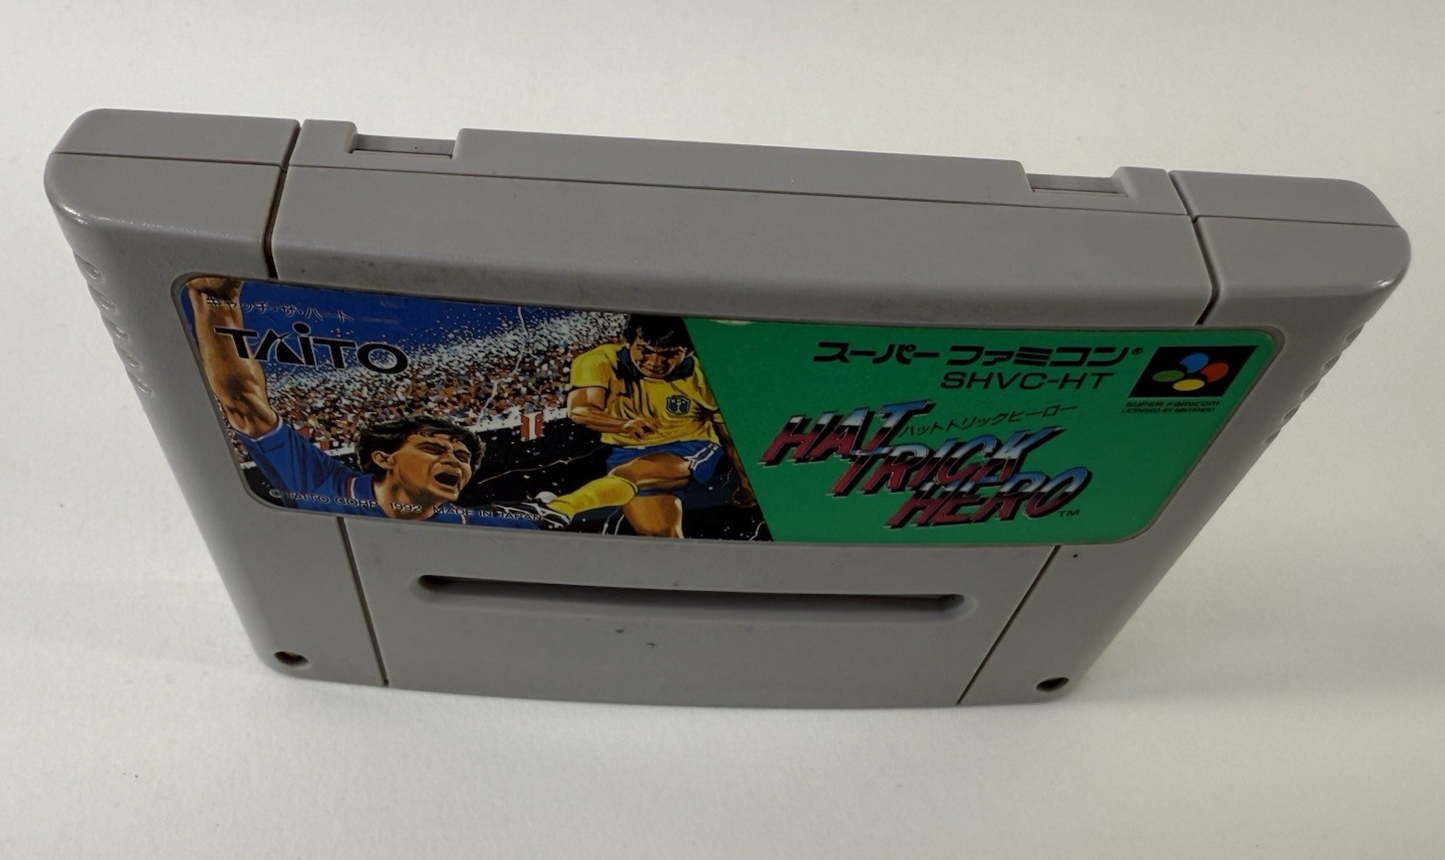 キャッチ・ザ・ハート
TAITO
©TAITO CORP. 1992 MADE IN JAPAN
スーパーファミコン®
SHVC-HT
SUPER FAMICOM
LICENSED BY NINTENDO
ハットトリックヒーロー
HAT
TRICK
HERO™